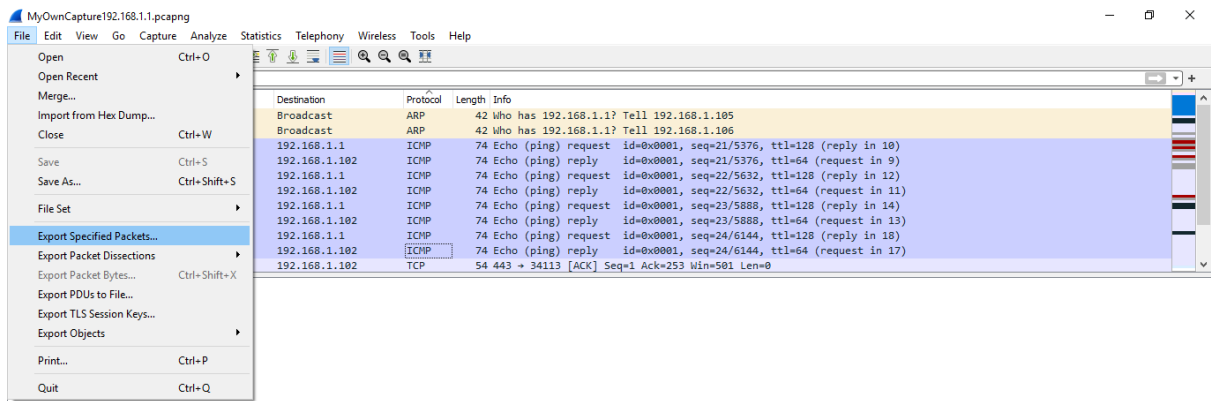 MyOwnCapture192.168.1.1.pcapng
File Edit View Go Capture Analyze Statistics Telephony Wireless Tools Help
Open Ctrl+O
Open Recent
Merge...
Import from Hex Dump...
Close Ctrl+W
Save Ctrl+S
Save As... Ctrl+Shift+S
File Set
Export Specified Packets...
Export Packet Dissections
Export Packet Bytes... Ctrl+Shift+X
Export PDUs to File...
Export TLS Session Keys...
Export Objects
Print... Ctrl+P
Quit Ctrl+Q
Destination Protocol Length Info
Broadcast ARP 42 Who has 192.168.1.1? Tell 192.168.1.105
Broadcast ARP 42 Who has 192.168.1.1? Tell 192.168.1.106
192.168.1.1 ICMP 74 Echo (ping) request id=0x0001, seq=21/5376, ttl=128 (reply in 10)
192.168.1.102 ICMP 74 Echo (ping) reply id=0x0001, seq=21/5376, ttl=64 (request in 9)
192.168.1.1 ICMP 74 Echo (ping) request id=0x0001, seq=22/5632, ttl=128 (reply in 12)
192.168.1.102 ICMP 74 Echo (ping) reply id=0x0001, seq=22/5632, ttl=64 (request in 11)
192.168.1.1 ICMP 74 Echo (ping) request id=0x0001, seq=23/5888, ttl=128 (reply in 14)
192.168.1.102 ICMP 74 Echo (ping) reply id=0x0001, seq=23/5888, ttl=64 (request in 13)
192.168.1.1 ICMP 74 Echo (ping) request id=0x0001, seq=24/6144, ttl=128 (reply in 18)
192.168.1.102 ICMP 74 Echo (ping) reply id=0x0001, seq=24/6144, ttl=64 (request in 17)
192.168.1.102 TCP 54 443 → 34113 [ACK] Seq=1 Ack=253 Win=501 Len=0